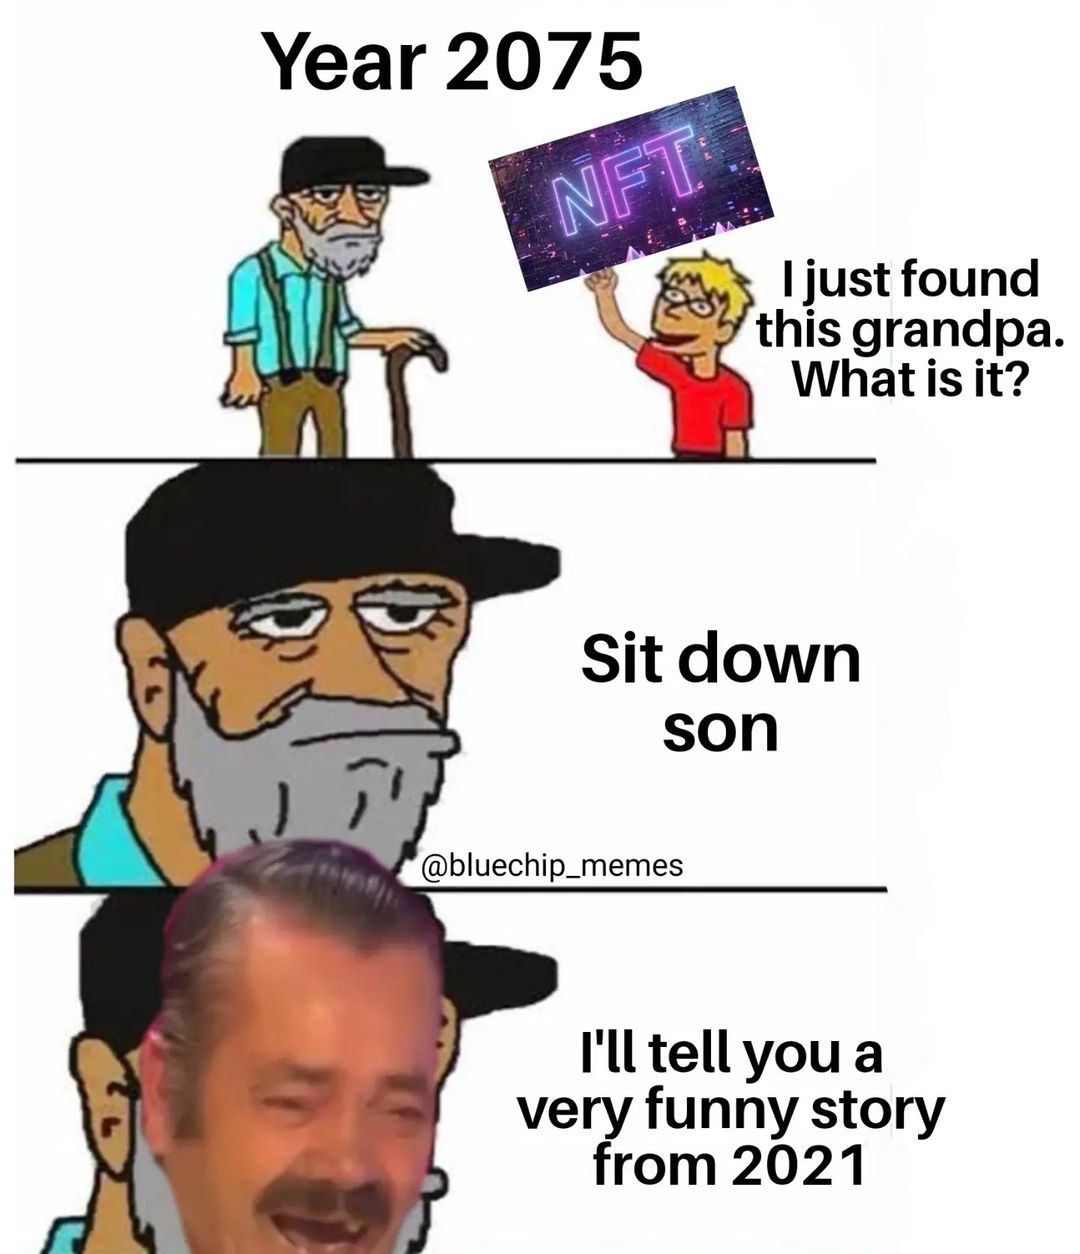 Year 2075
NFT
I just found
this grandpa.
What is it?
Sit down
son
@bluechip_memes
I'll tell you a
very funny story
from 2021